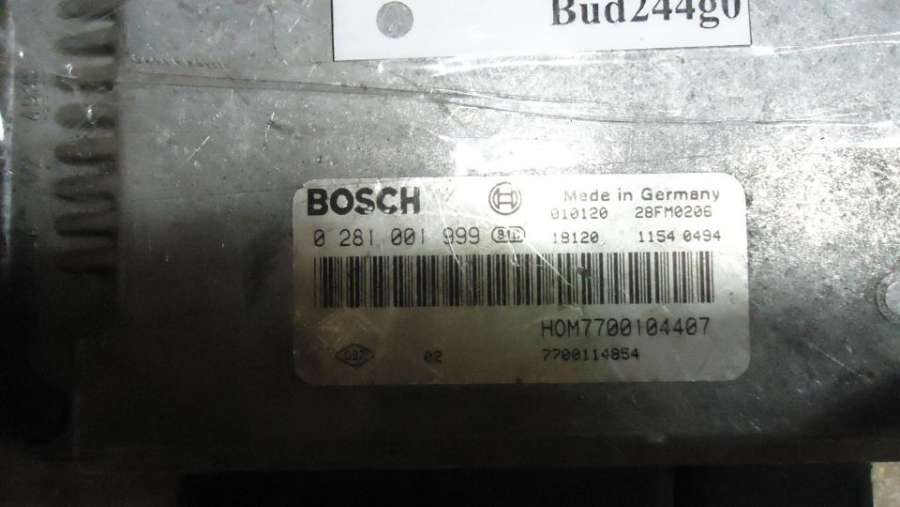 Bud244g0
BOSCH Made in Germany
010120 28FM0206
0 281 001 999 18120 1154 0494
HOM7700104407
02 7700114854